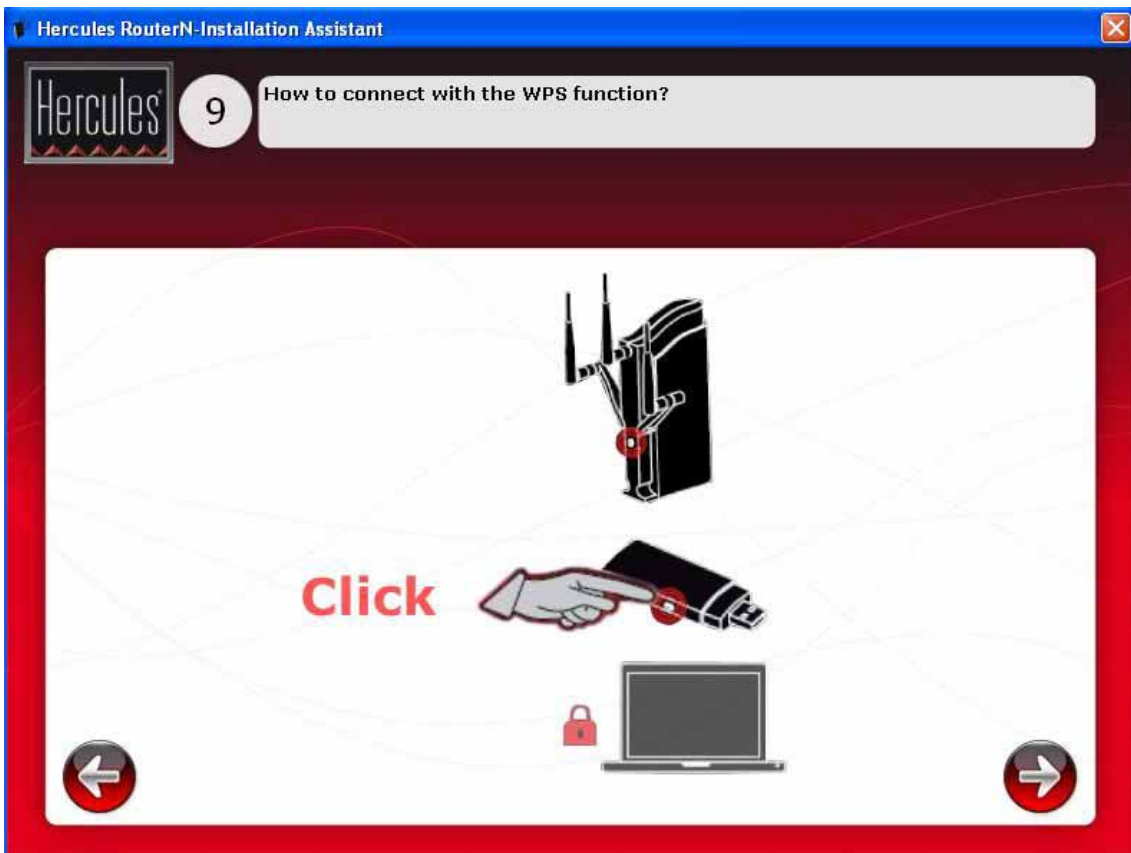 Hercules RouterN-Installation Assistant
Hercules
9
How to connect with the WPS function?
Click